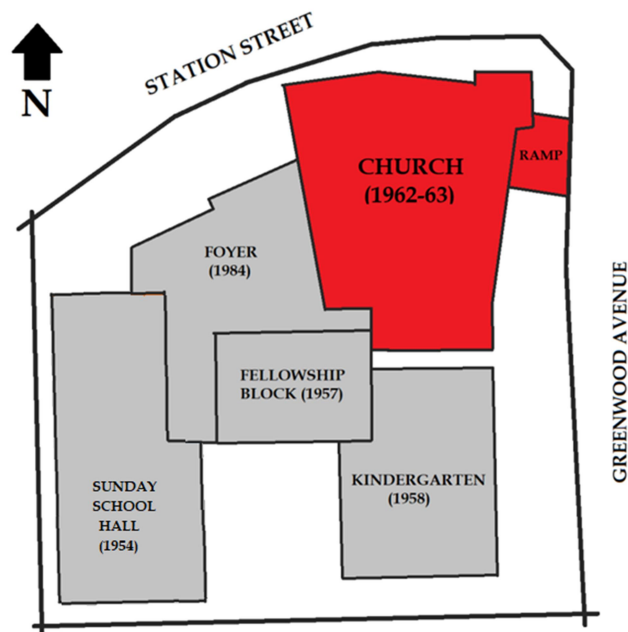 STATION STREET
N
CHURCH
(1962-63)
RAMP
FOYER
(1984)
GREENWOOD AVENUE
FELLOWSHIP
BLOCK (1957)
KINDERGARTEN
(1958)
SUNDAY
SCHOOL
HALL
(1954)